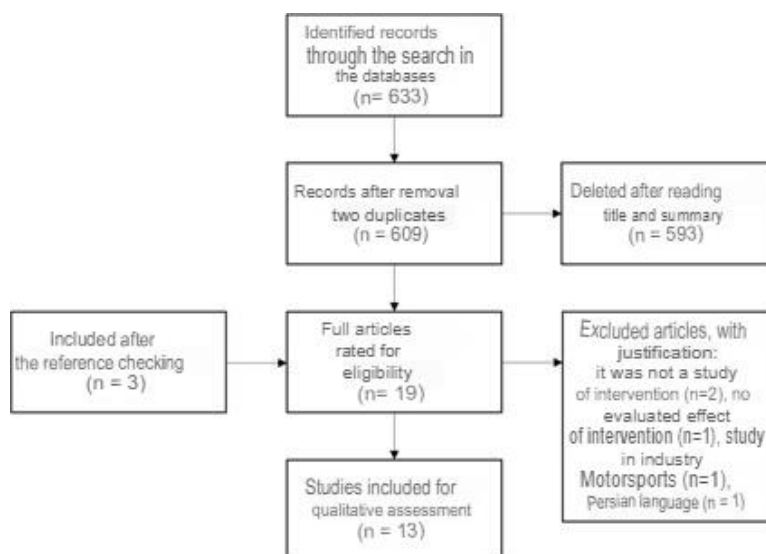 Identified records
through the search in
the databases
(n= 633)
Records after removal
two duplicates
(n = 609)
Deleted after reading
title and summary
(n = 593)
Included after
the reference checking
(n = 3)
Full articles
rated for
eligibility
(n= 19)
Excluded articles, with
justification:
it was not a study
of intervention (n=2), no
evaluated effect
of intervention (n=1), study
in industry
Motorsports (n=1),
Persian language (n = 1)
Studies included for
qualitative assessment
(n = 13)